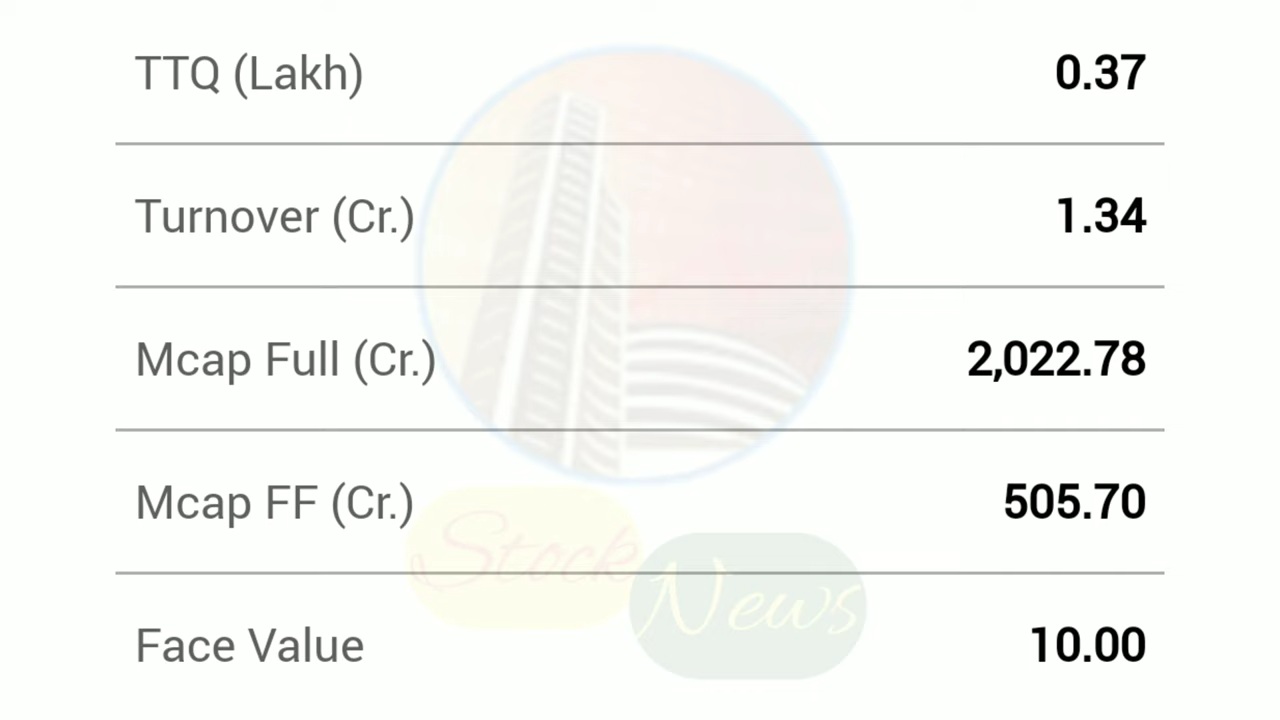 TTQ (Lakh) 0.37
Turnover (Cr.) 1.34
Mcap Full (Cr.) 2,022.78
Mcap FF (Cr.) 505.70
Stock
News
Face Value 10.00